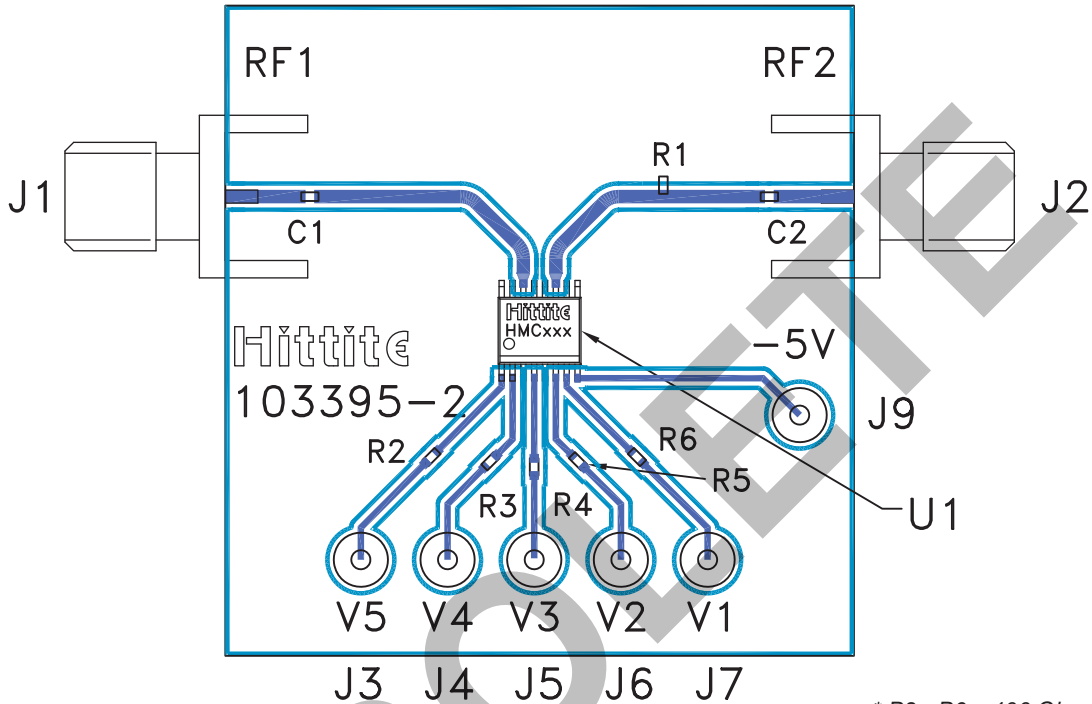 RF1
RF2
R1
J1
J2
C1
C2
Hittite
HMCxxx
Hittite
103395-2
-5V
J9
R2
R6
R5
R3
R4
U1
V5
V4
V3
V2
V1
J3
J4
J5
J6
J7
OLETE